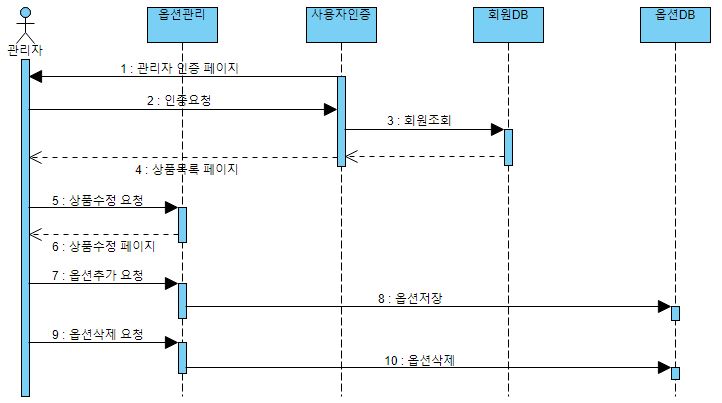 옵션관리
사용자인증
회원DB
옵션DB
관리자
1 : 관리자 인증 페이지
2 : 인증요청
3 : 회원조회
4 : 상품목록 페이지
5 : 상품수정 요청
6 : 상품수정 페이지
7 : 옵션추가 요청
8 : 옵션저장
9 : 옵션삭제 요청
10 : 옵션삭제